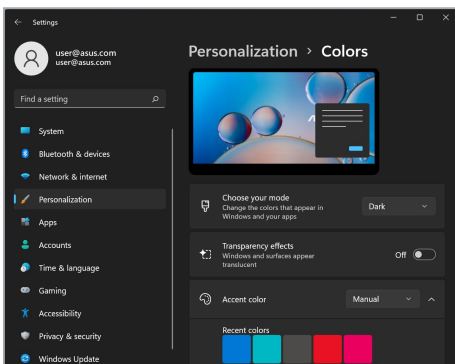 Settings
user@asus.com
user@asus.com
Find a setting
System
Bluetooth & devices
Network & internet
Personalization
Apps
Accounts
Time & language
Gaming
Accessibility
Privacy & security
Windows Update
Personalization > Colors
Choose your mode
Change the colors that appear in
Windows and your apps
Dark
Transparency effects
Windows and surfaces appear
translucent
Off
Accent color
Manual
Recent colors